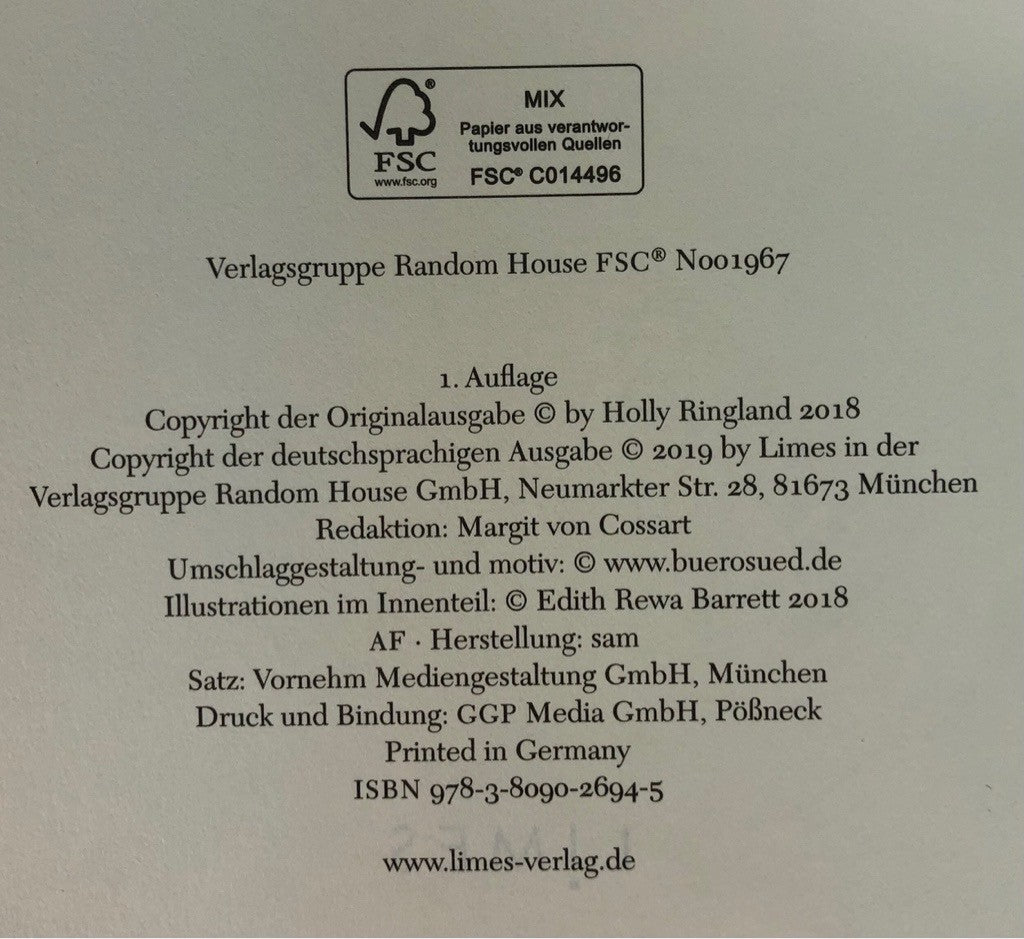 FSC®
www.fsc.org
MIX
Papier aus verantwor-
tungsvollen Quellen
FSC® C014496
Verlagsgruppe Random House FSC® N001967
1. Auflage
Copyright der Originalausgabe © by Holly Ringland 2018
Copyright der deutschsprachigen Ausgabe © 2019 by Limes in der
Verlagsgruppe Random House GmbH, Neumarkter Str. 28, 81673 München
Redaktion: Margit von Cossart
Umschlaggestaltung- und motiv: © www.buerosued.de
Illustrationen im Innenteil: © Edith Rewa Barrett 2018
AF · Herstellung: sam
Satz: Vornehm Mediengestaltung GmbH, München
Druck und Bindung: GGP Media GmbH, Pößneck
Printed in Germany
ISBN 978-3-8090-2694-5
www.limes-verlag.de